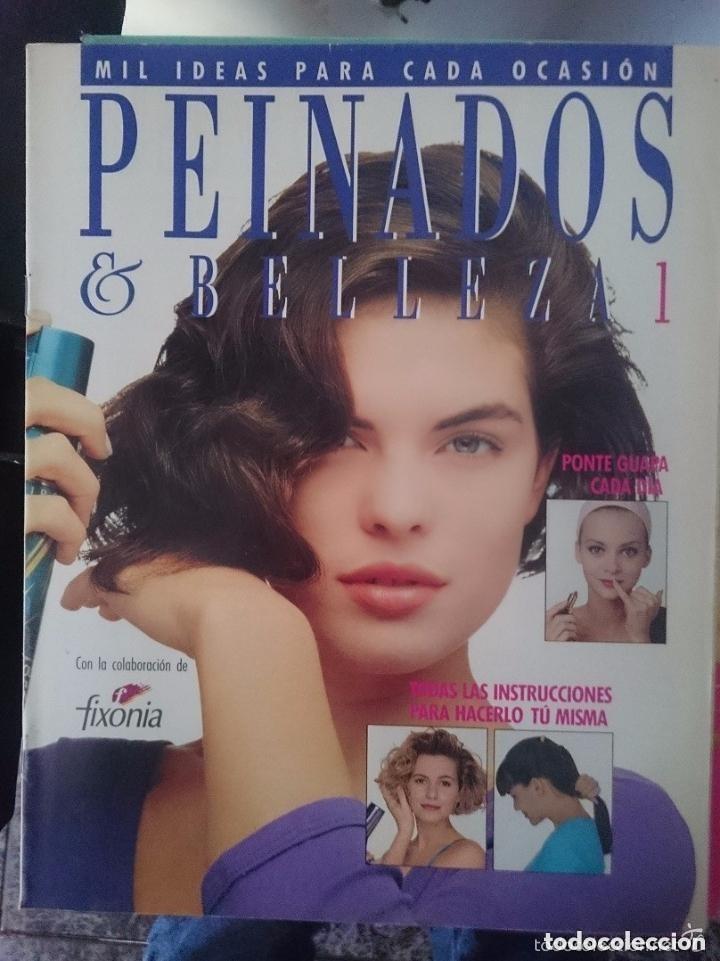 MIL IDEAS PARA CADA OCASIÓN
PEINADOS
& BELLEZA 1
PONTE GUAPA
CADA DÍA
Con la colaboración de
fixonia
TODAS LAS INSTRUCCIONES
PARA HACERLO TÚ MISMA
todocolección